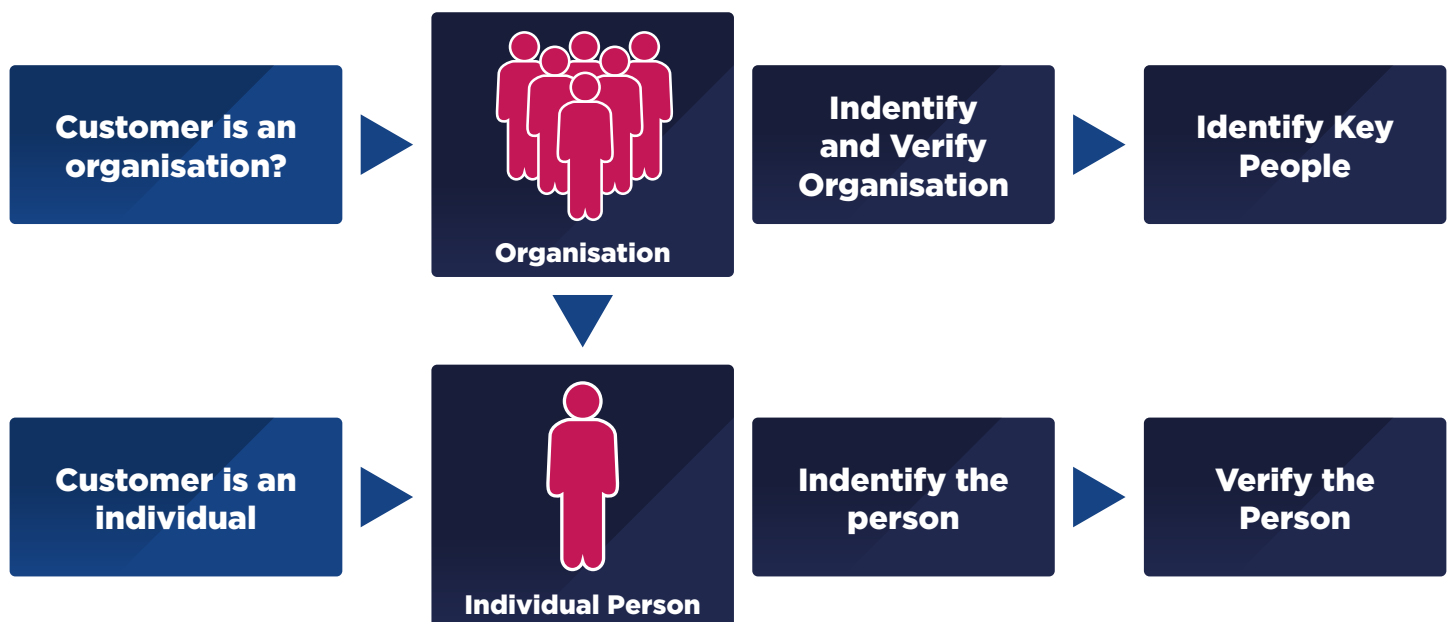 Customer is an
organisation?
Organisation
Indentify
and Verify
Organisation
Identify Key
People
Customer is an
individual
Individual Person
Indentify the
person
Verify the
Person